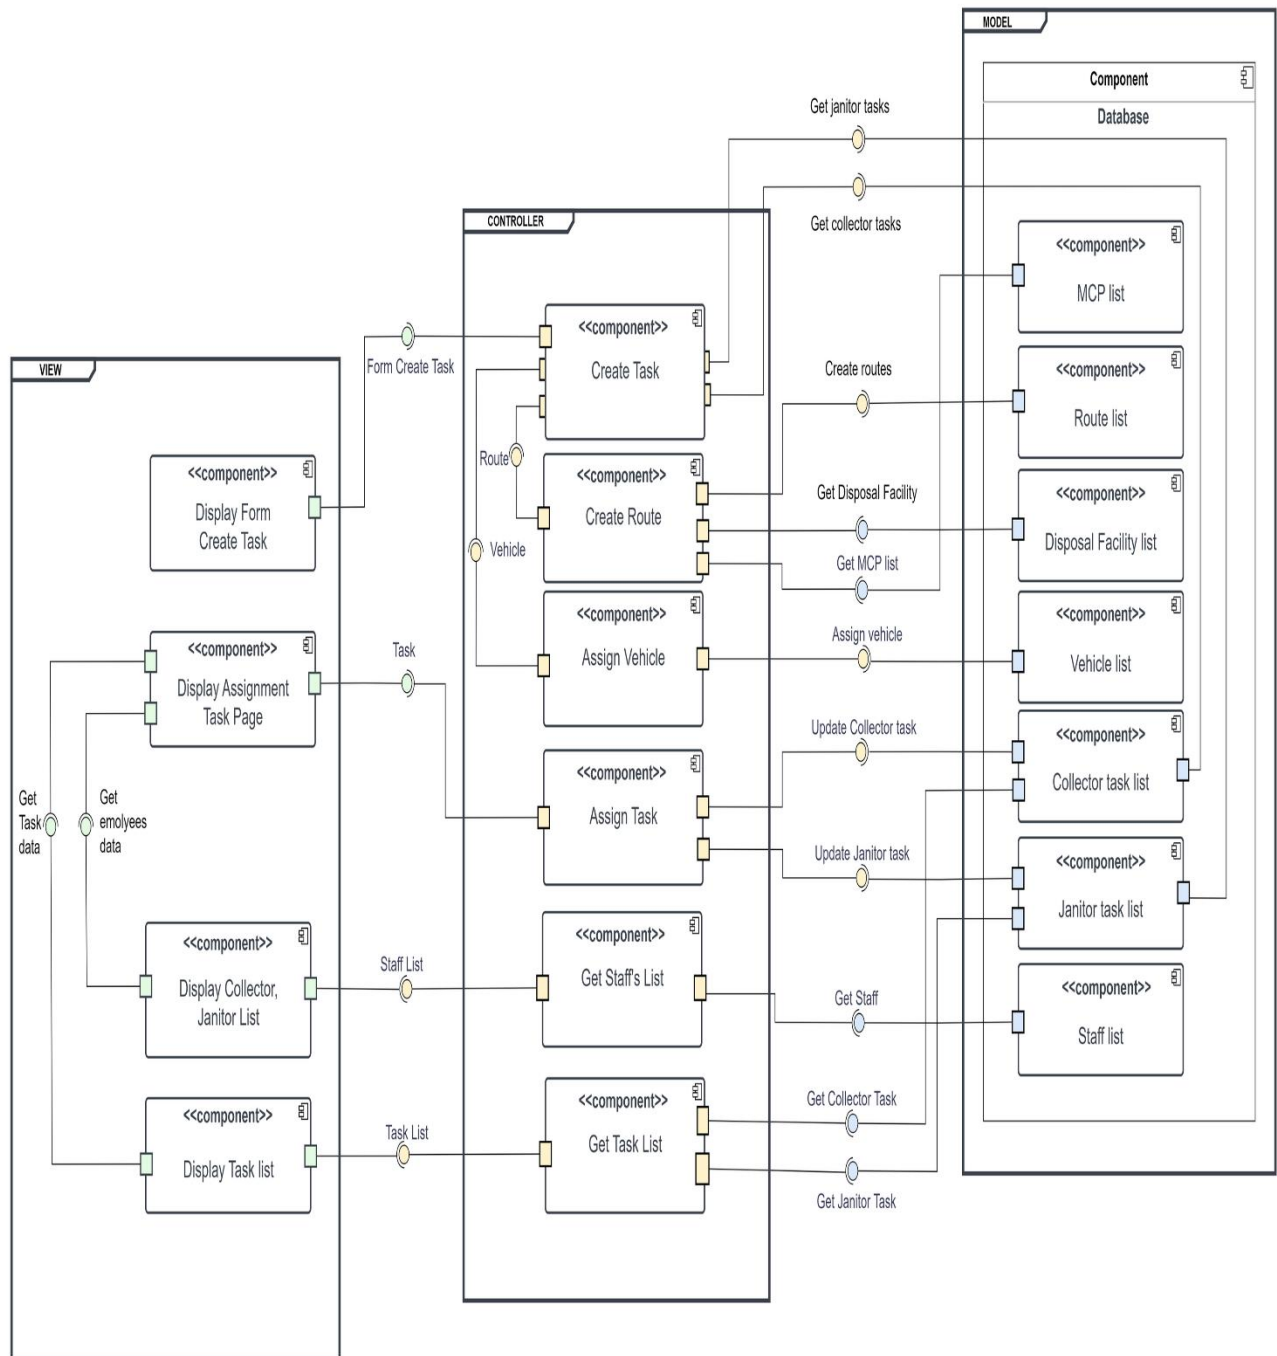 MODEL
Component
Database
Get janitor tasks
Get collector tasks
CONTROLLER
<<component>>
MCP list
<<component>>
Create Task
Form Create Task
VIEW
<<component>>
Route list
Create routes
Route
<<component>>
Create Route
Get Disposal Facility
<<component>>
Disposal Facility list
Vehicle
Get MCP list
<<component>>
Display Form
Create Task
<<component>>
Assign Vehicle
Assign vehicle
<<component>>
Vehicle list
<<component>>
Display Assignment
Task Page
Task
<<component>>
Assign Task
Update Collector task
<<component>>
Collector task list
Update Janitor task
<<component>>
Janitor task list
Get
Task
data
Get
emolyees
data
<<component>>
Display Collector,
Janitor List
Staff List
<<component>>
Get Staff's List
Get Staff
<<component>>
Staff list
<<component>>
Display Task list
Task List
<<component>>
Get Task List
Get Collector Task
Get Janitor Task